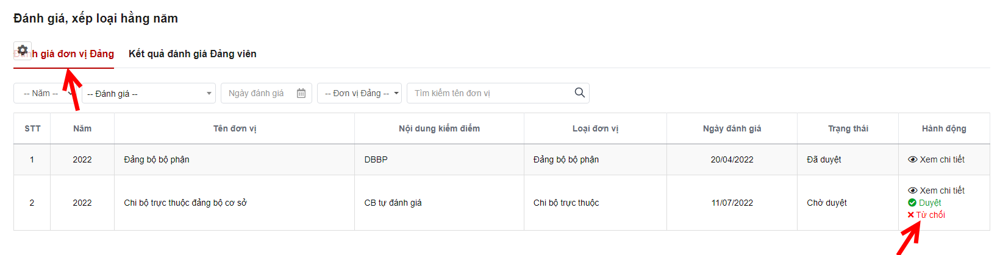 Đánh giá, xếp loại hằng năm
Đánh giá đơn vị Đảng Kết quả đánh giá Đảng viên
-- Năm -- -- Đánh giá -- Ngày đánh giá -- Đơn vị Đảng -- Tìm kiếm tên đơn vị
STT Năm Tên đơn vị Nội dung kiểm điểm Loại đơn vị Ngày đánh giá Trạng thái Hành động
1 2022 Đảng bộ bộ phận DBBP Đảng bộ bộ phận 20/04/2022 Đã duyệt Xem chi tiết
2 2022 Chi bộ trực thuộc đảng bộ cơ sở CB tự đánh giá Chi bộ trực thuộc 11/07/2022 Chờ duyệt Xem chi tiết
Duyệt
Từ chối